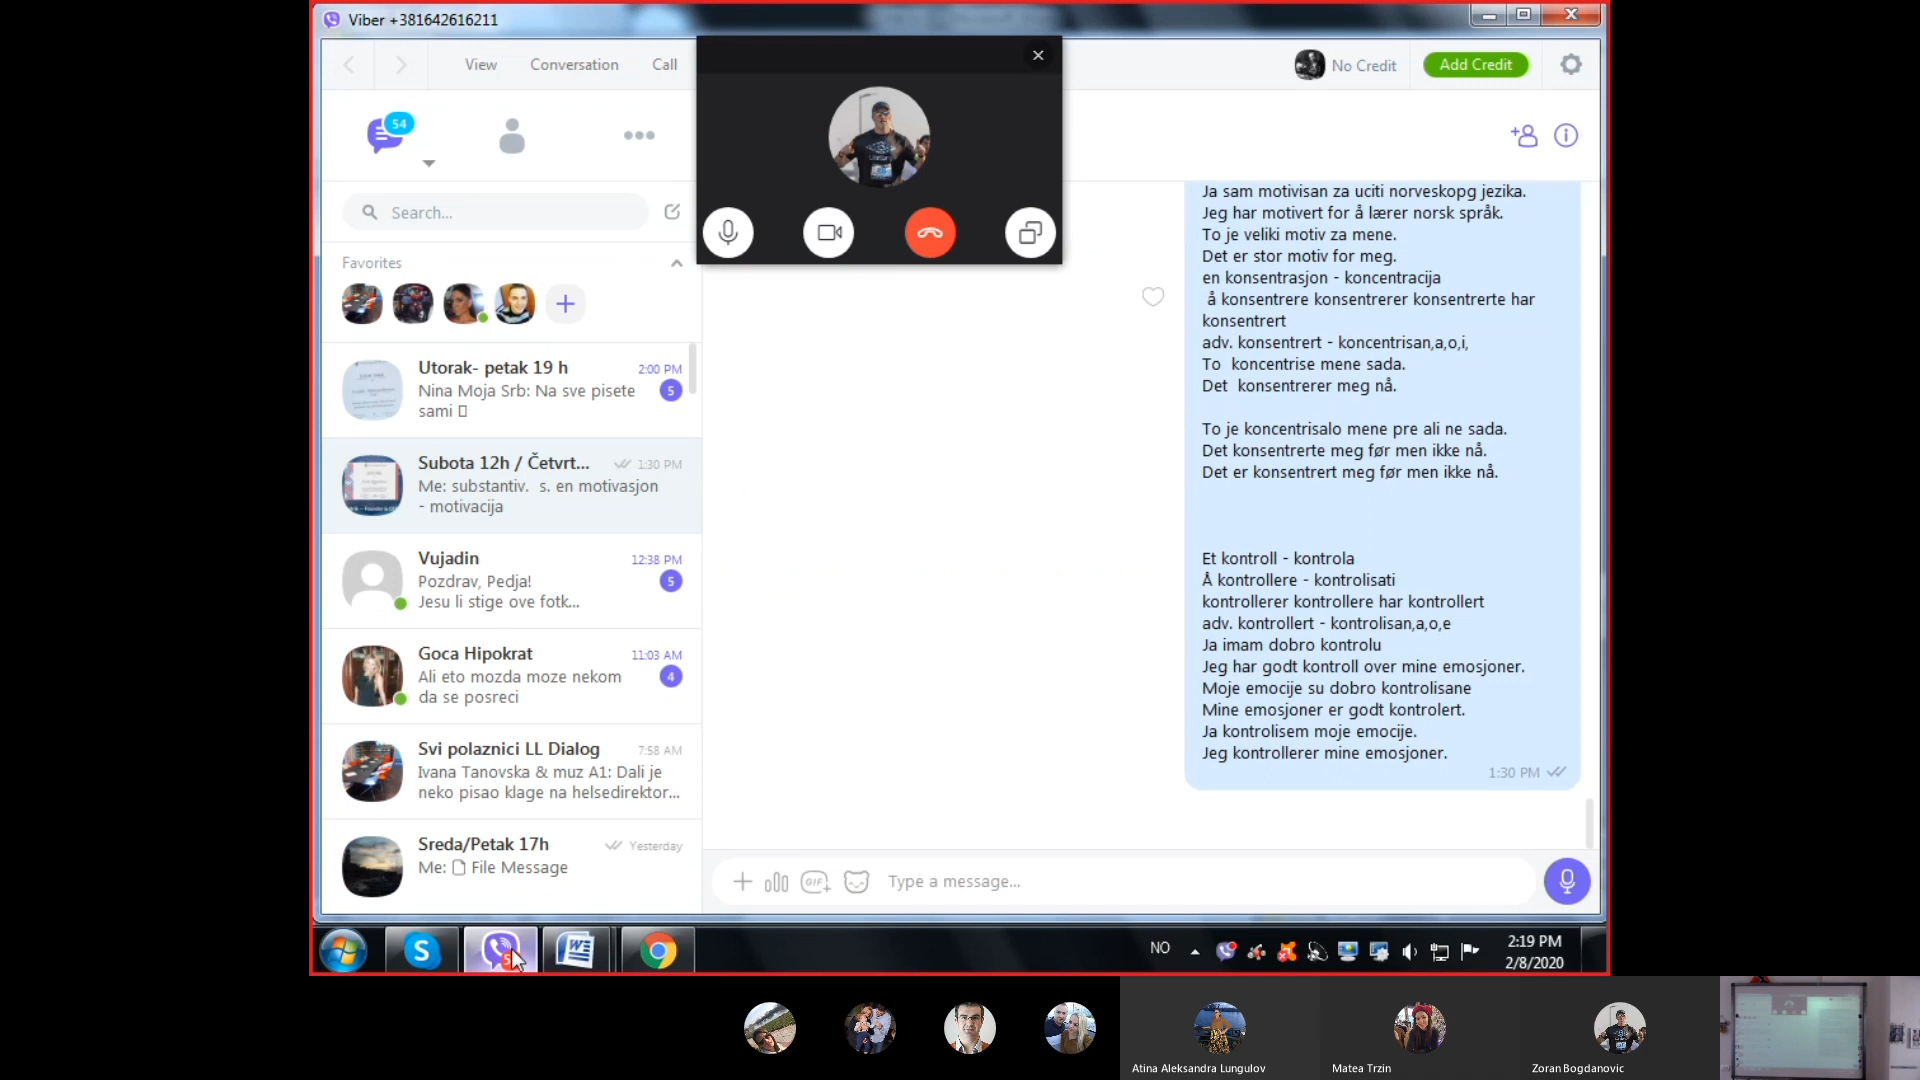 Viber +381642616211
View Conversation Call
No Credit
Add Credit
54
Search...
Favorites
Utorak- petak 19 h
2:00 PM
Nina Moja Srb: Na sve pisete
sami
5
Subota 12h / Četvrt...
1:30 PM
Me: substantiv. s. en motivasjon
- motivacija
Vujadin
12:38 PM
Pozdrav, Pedja!
Jesu li stige ove fotk...
5
Goca Hipokrat
11:03 AM
Ali eto mozda moze nekom
da se posreci
4
Svi polaznici LL Dialog
7:58 AM
Ivana Tanovska & muz A1: Dali je
neko pisao klage na helsedirektor...
Sreda/Petak 17h
Yesterday
Me: File Message
Ja sam motivisan za uciti norveskopg jezika.
Jeg har motivert for å lærer norsk språk.
To je veliki motiv za mene.
Det er stor motiv for meg.
en konsentrasjon - koncentracija
å konsentrere konsentrerer konsentrerte har
konsentrert
adv. konsentrert - koncentrisan,a,o,i,
To koncentrise mene sada.
Det konsentrerer meg nå.
To je koncentrisalo mene pre ali ne sada.
Det konsentrerte meg før men ikke nå.
Det er konsentrert meg før men ikke nå.
Et kontroll - kontrola
Å kontrollere - kontrolisati
kontrollerer kontrollere har kontrollert
adv. kontrollert - kontrolisan,a,o,e
Ja imam dobro kontrolu
Jeg har godt kontroll over mine emosjoner.
Moje emocije su dobro kontrolisane
Mine emosjoner er godt kontrolert.
Ja kontrolisem moje emocije.
Jeg kontrollerer mine emosjoner.
1:30 PM
GIF
Type a message...
NO
2:19 PM
2/8/2020
Atina Aleksandra Lungulov
Matea Trzin
Zoran Bogdanovic